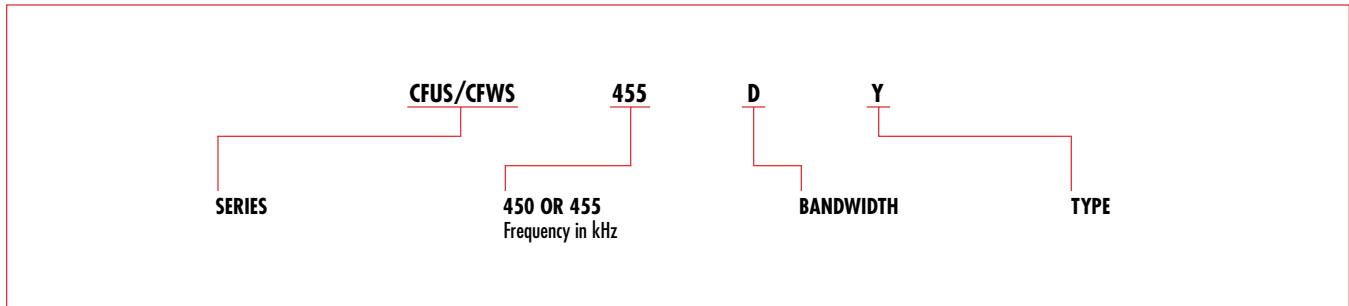 CFUS/CFWS 455 D Y
SERIES 450 OR 455 BANDWIDTH TYPE
Frequency in kHz